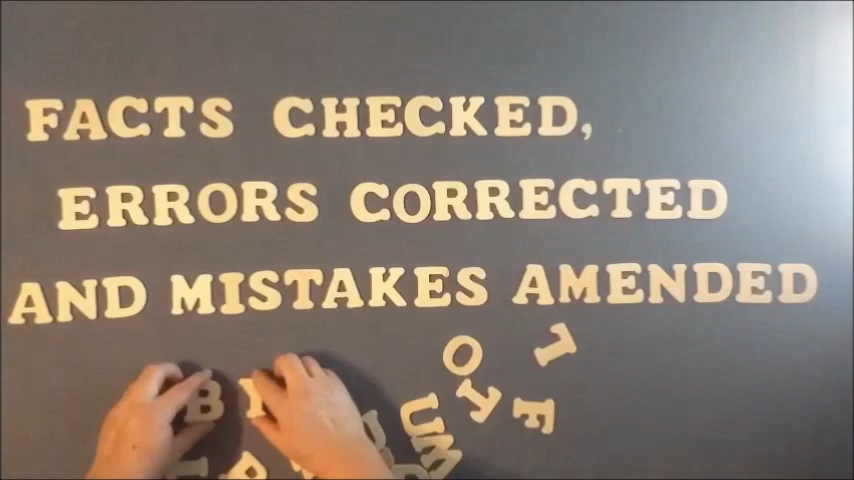 FACTS CHECKED,
ERRORS CORRECTED
AND MISTAKES AMENDED